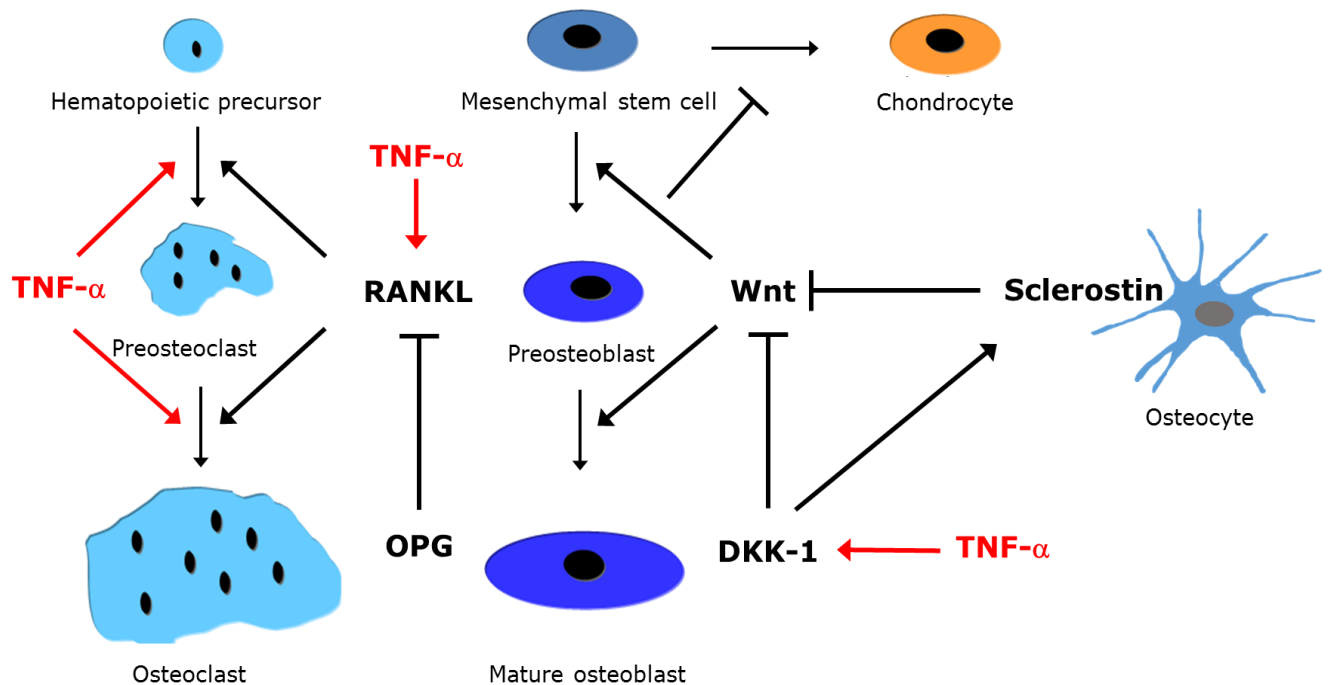 Hematopoietic precursor
Mesenchymal stem cell
Chondrocyte
TNF-α
TNF-α
RANKL
Wnt
Sclerostin
Preosteoclast
Preosteoblast
Osteocyte
OPG
DKK-1
TNF-α
Osteoclast
Mature osteoblast